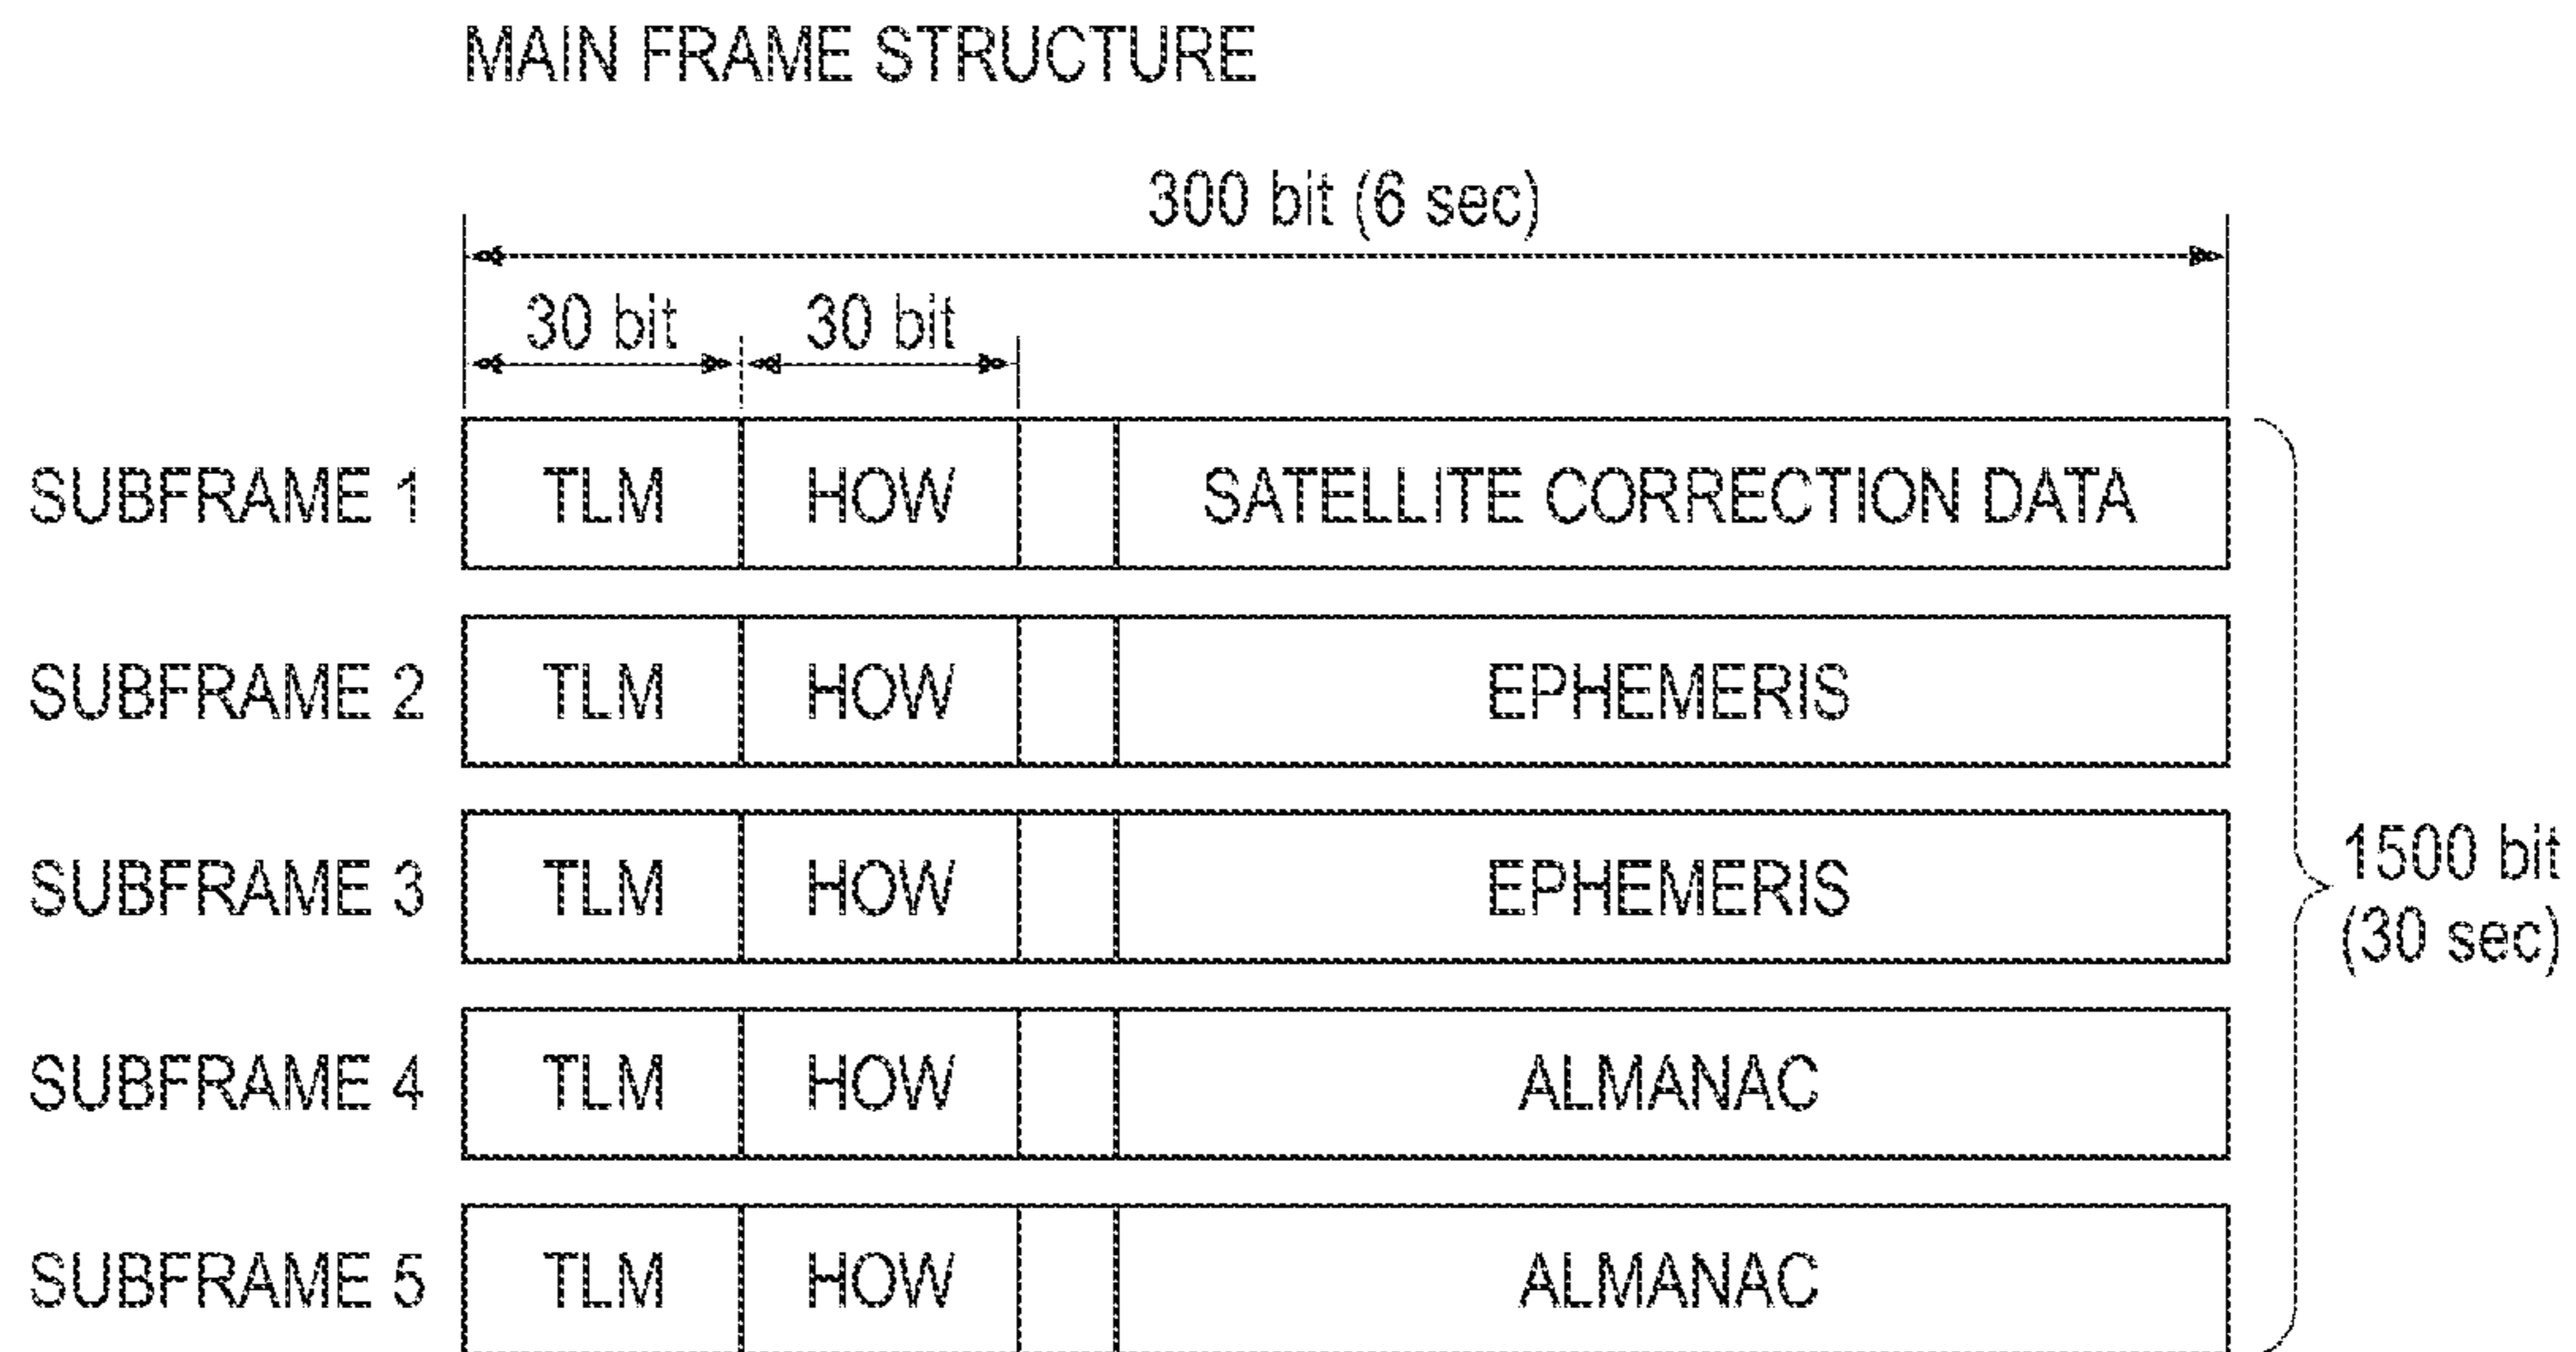 MAIN FRAME STRUCTURE
300 bit (6 sec)
30 bit 30 bit
SUBFRAME 1 TLM HOW SATELLITE CORRECTION DATA
SUBFRAME 2 TLM HOW EPHEMERIS
SUBFRAME 3 TLM HOW EPHEMERIS
1500 bit
(30 sec)
SUBFRAME 4 TLM HOW ALMANAC
SUBFRAME 5 TLM HOW ALMANAC